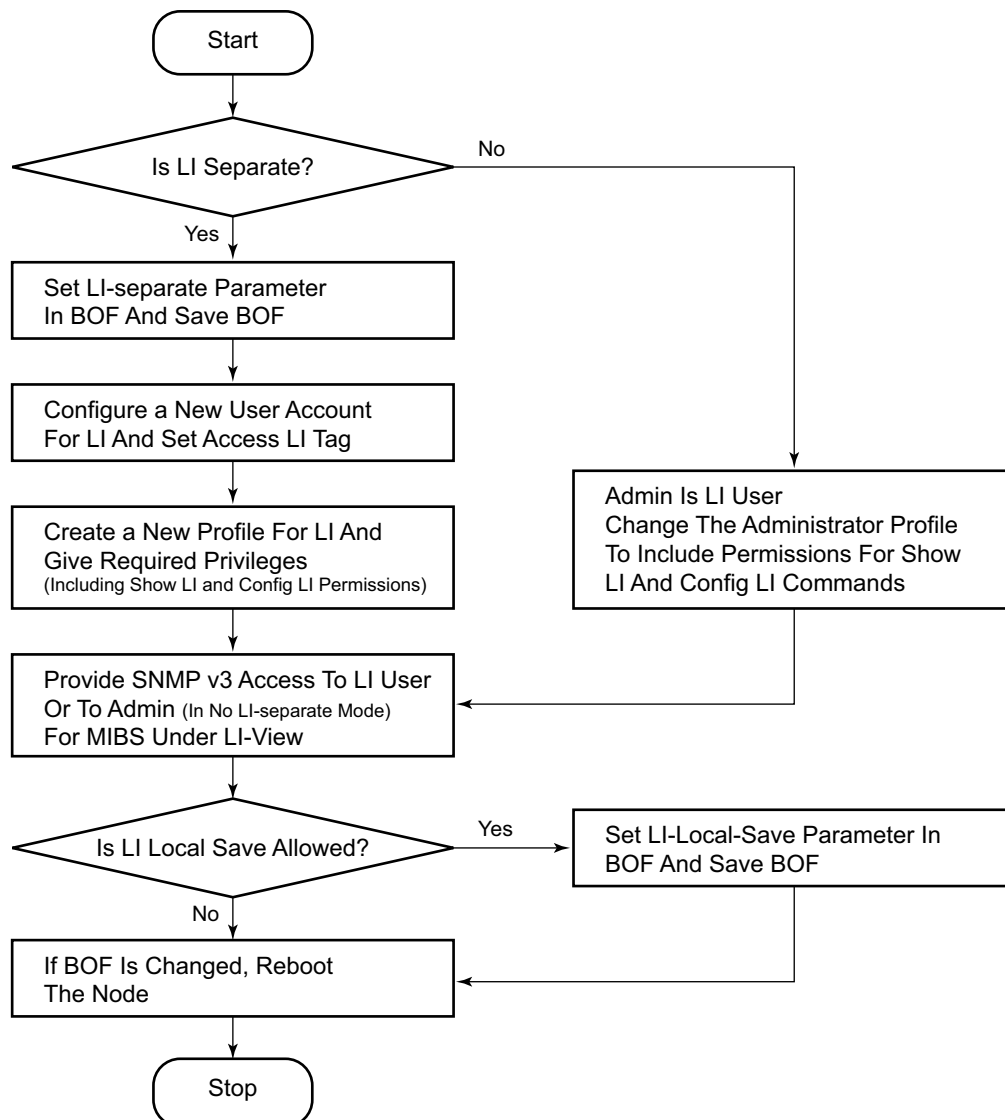 Start
Is LI Separate?
No
Yes
Set LI-separate Parameter
In BOF And Save BOF
Configure a New User Account
For LI And Set Access LI Tag
Create a New Profile For LI And
Give Required Privileges
(Including Show LI and Config LI Permissions)
Admin Is LI User
Change The Administrator Profile
To Include Permissions For Show
LI And Config LI Commands
Provide SNMP v3 Access To LI User
Or To Admin (In No LI-separate Mode)
For MIBS Under LI-View
Is LI Local Save Allowed?
Yes
Set LI-Local-Save Parameter In
BOF And Save BOF
No
If BOF Is Changed, Reboot
The Node
Stop